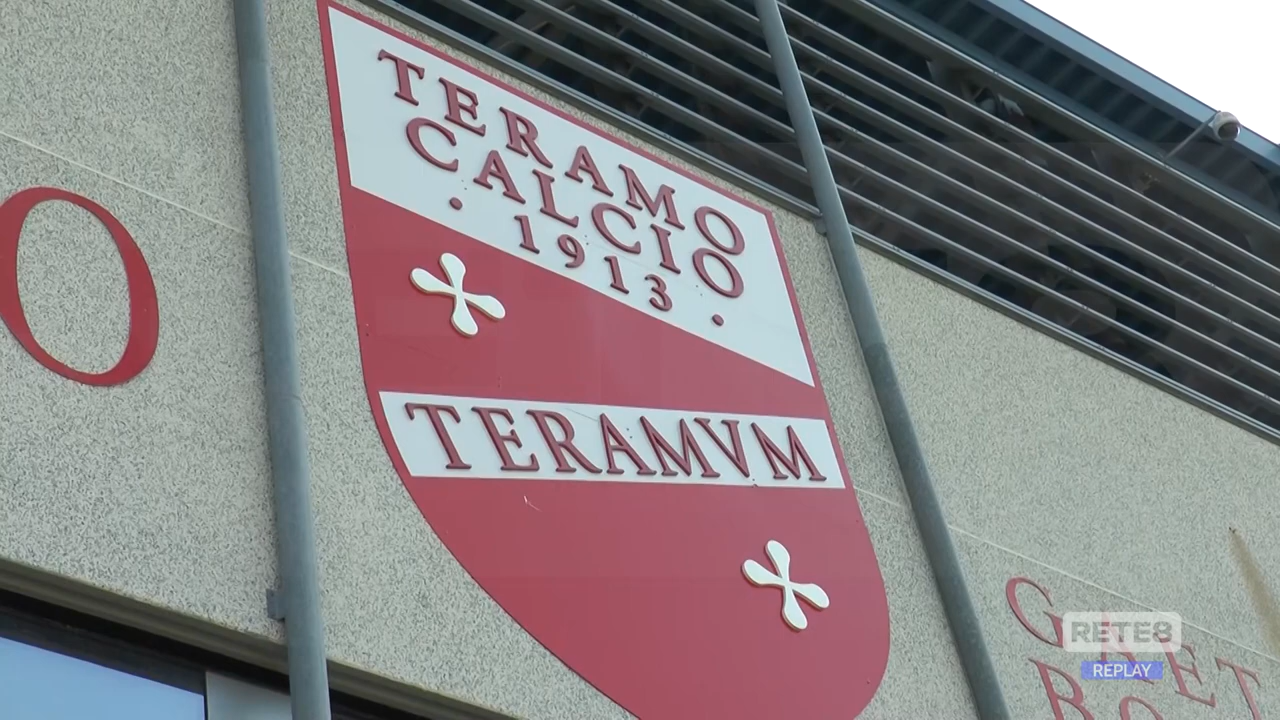 TERAMO
CALCIO
· 1913 ·
TERAMVM
O
RETE8
REPLAY